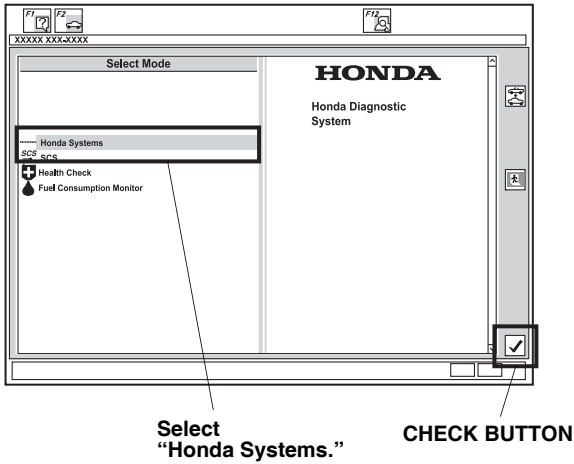 F1 F2 F12
XXXXX XXX-XXXX
Select Mode
HONDA
Honda Diagnostic
System
Honda Systems
SCS SCS
Health Check
Fuel Consumption Monitor
Select
“Honda Systems.”
CHECK BUTTON